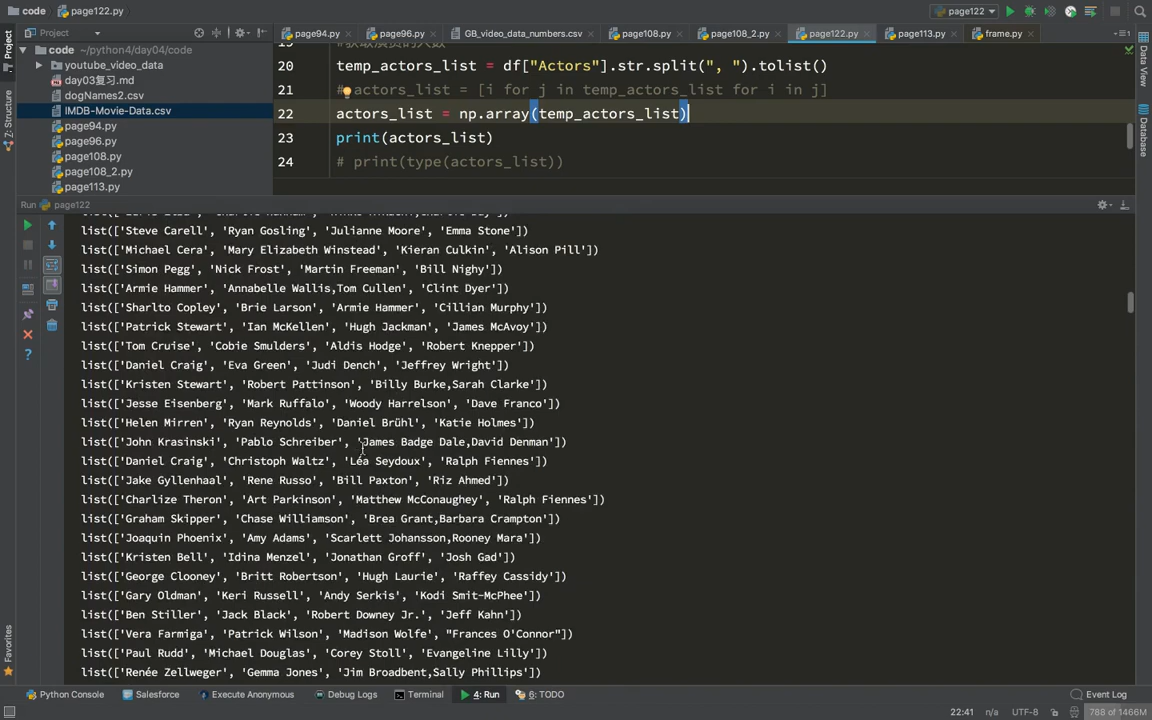 code page122.py
page122
Project
page94.py page96.py GB_video_data_numbers.csv page108.py page108_2.py page122.py page113.py frame.py
code ~/python4/day04/code
youtube_video_data
day03复习.md
dogNames2.csv
IMDB-Movie-Data.csv
page94.py
page96.py
page108.py
page108_2.py
page113.py
20 temp_actors_list = df["Actors"].str.split(", ").tolist()
21 # actors_list = [i for j in temp_actors_list for i in j]
22 actors_list = np.array(temp_actors_list)
23 print(actors_list)
24 # print(type(actors_list))
Run page122
list(['Steve Carell', 'Ryan Gosling', 'Julianne Moore', 'Emma Stone'])
list(['Michael Cera', 'Mary Elizabeth Winstead', 'Kieran Culkin', 'Alison Pill'])
list(['Simon Pegg', 'Nick Frost', 'Martin Freeman', 'Bill Nighy'])
list(['Armie Hammer', 'Annabelle Wallis,Tom Cullen', 'Clint Dyer'])
list(['Sharlto Copley', 'Brie Larson', 'Armie Hammer', 'Cillian Murphy'])
list(['Patrick Stewart', 'Ian McKellen', 'Hugh Jackman', 'James McAvoy'])
list(['Tom Cruise', 'Cobie Smulders', 'Aldis Hodge', 'Robert Knepper'])
list(['Daniel Craig', 'Eva Green', 'Judi Dench', 'Jeffrey Wright'])
list(['Kristen Stewart', 'Robert Pattinson', 'Billy Burke,Sarah Clarke'])
list(['Jesse Eisenberg', 'Mark Ruffalo', 'Woody Harrelson', 'Dave Franco'])
list(['Helen Mirren', 'Ryan Reynolds', 'Daniel Brühl', 'Katie Holmes'])
list(['John Krasinski', 'Pablo Schreiber', 'James Badge Dale,David Denman'])
list(['Daniel Craig', 'Christoph Waltz', 'Léa Seydoux', 'Ralph Fiennes'])
list(['Jake Gyllenhaal', 'Rene Russo', 'Bill Paxton', 'Riz Ahmed'])
list(['Charlize Theron', 'Art Parkinson', 'Matthew McConaughey', 'Ralph Fiennes'])
list(['Graham Skipper', 'Chase Williamson', 'Brea Grant,Barbara Crampton'])
list(['Joaquin Phoenix', 'Amy Adams', 'Scarlett Johansson,Rooney Mara'])
list(['Kristen Bell', 'Idina Menzel', 'Jonathan Groff', 'Josh Gad'])
list(['George Clooney', 'Britt Robertson', 'Hugh Laurie', 'Raffey Cassidy'])
list(['Gary Oldman', 'Keri Russell', 'Andy Serkis', 'Kodi Smit-McPhee'])
list(['Ben Stiller', 'Jack Black', 'Robert Downey Jr.', 'Jeff Kahn'])
list(['Vera Farmiga', 'Patrick Wilson', 'Madison Wolfe', "Frances O'Connor"])
list(['Paul Rudd', 'Michael Douglas', 'Corey Stoll', 'Evangeline Lilly'])
list(['Renée Zellweger', 'Gemma Jones', 'Jim Broadbent,Sally Phillips'])
1: Project
Z: Structure
Favorites
Data View
Database
Python Console Salesforce Execute Anonymous Debug Logs Terminal 4: Run 6: TODO Event Log
22:41 n/a UTF-8 788 of 1466M